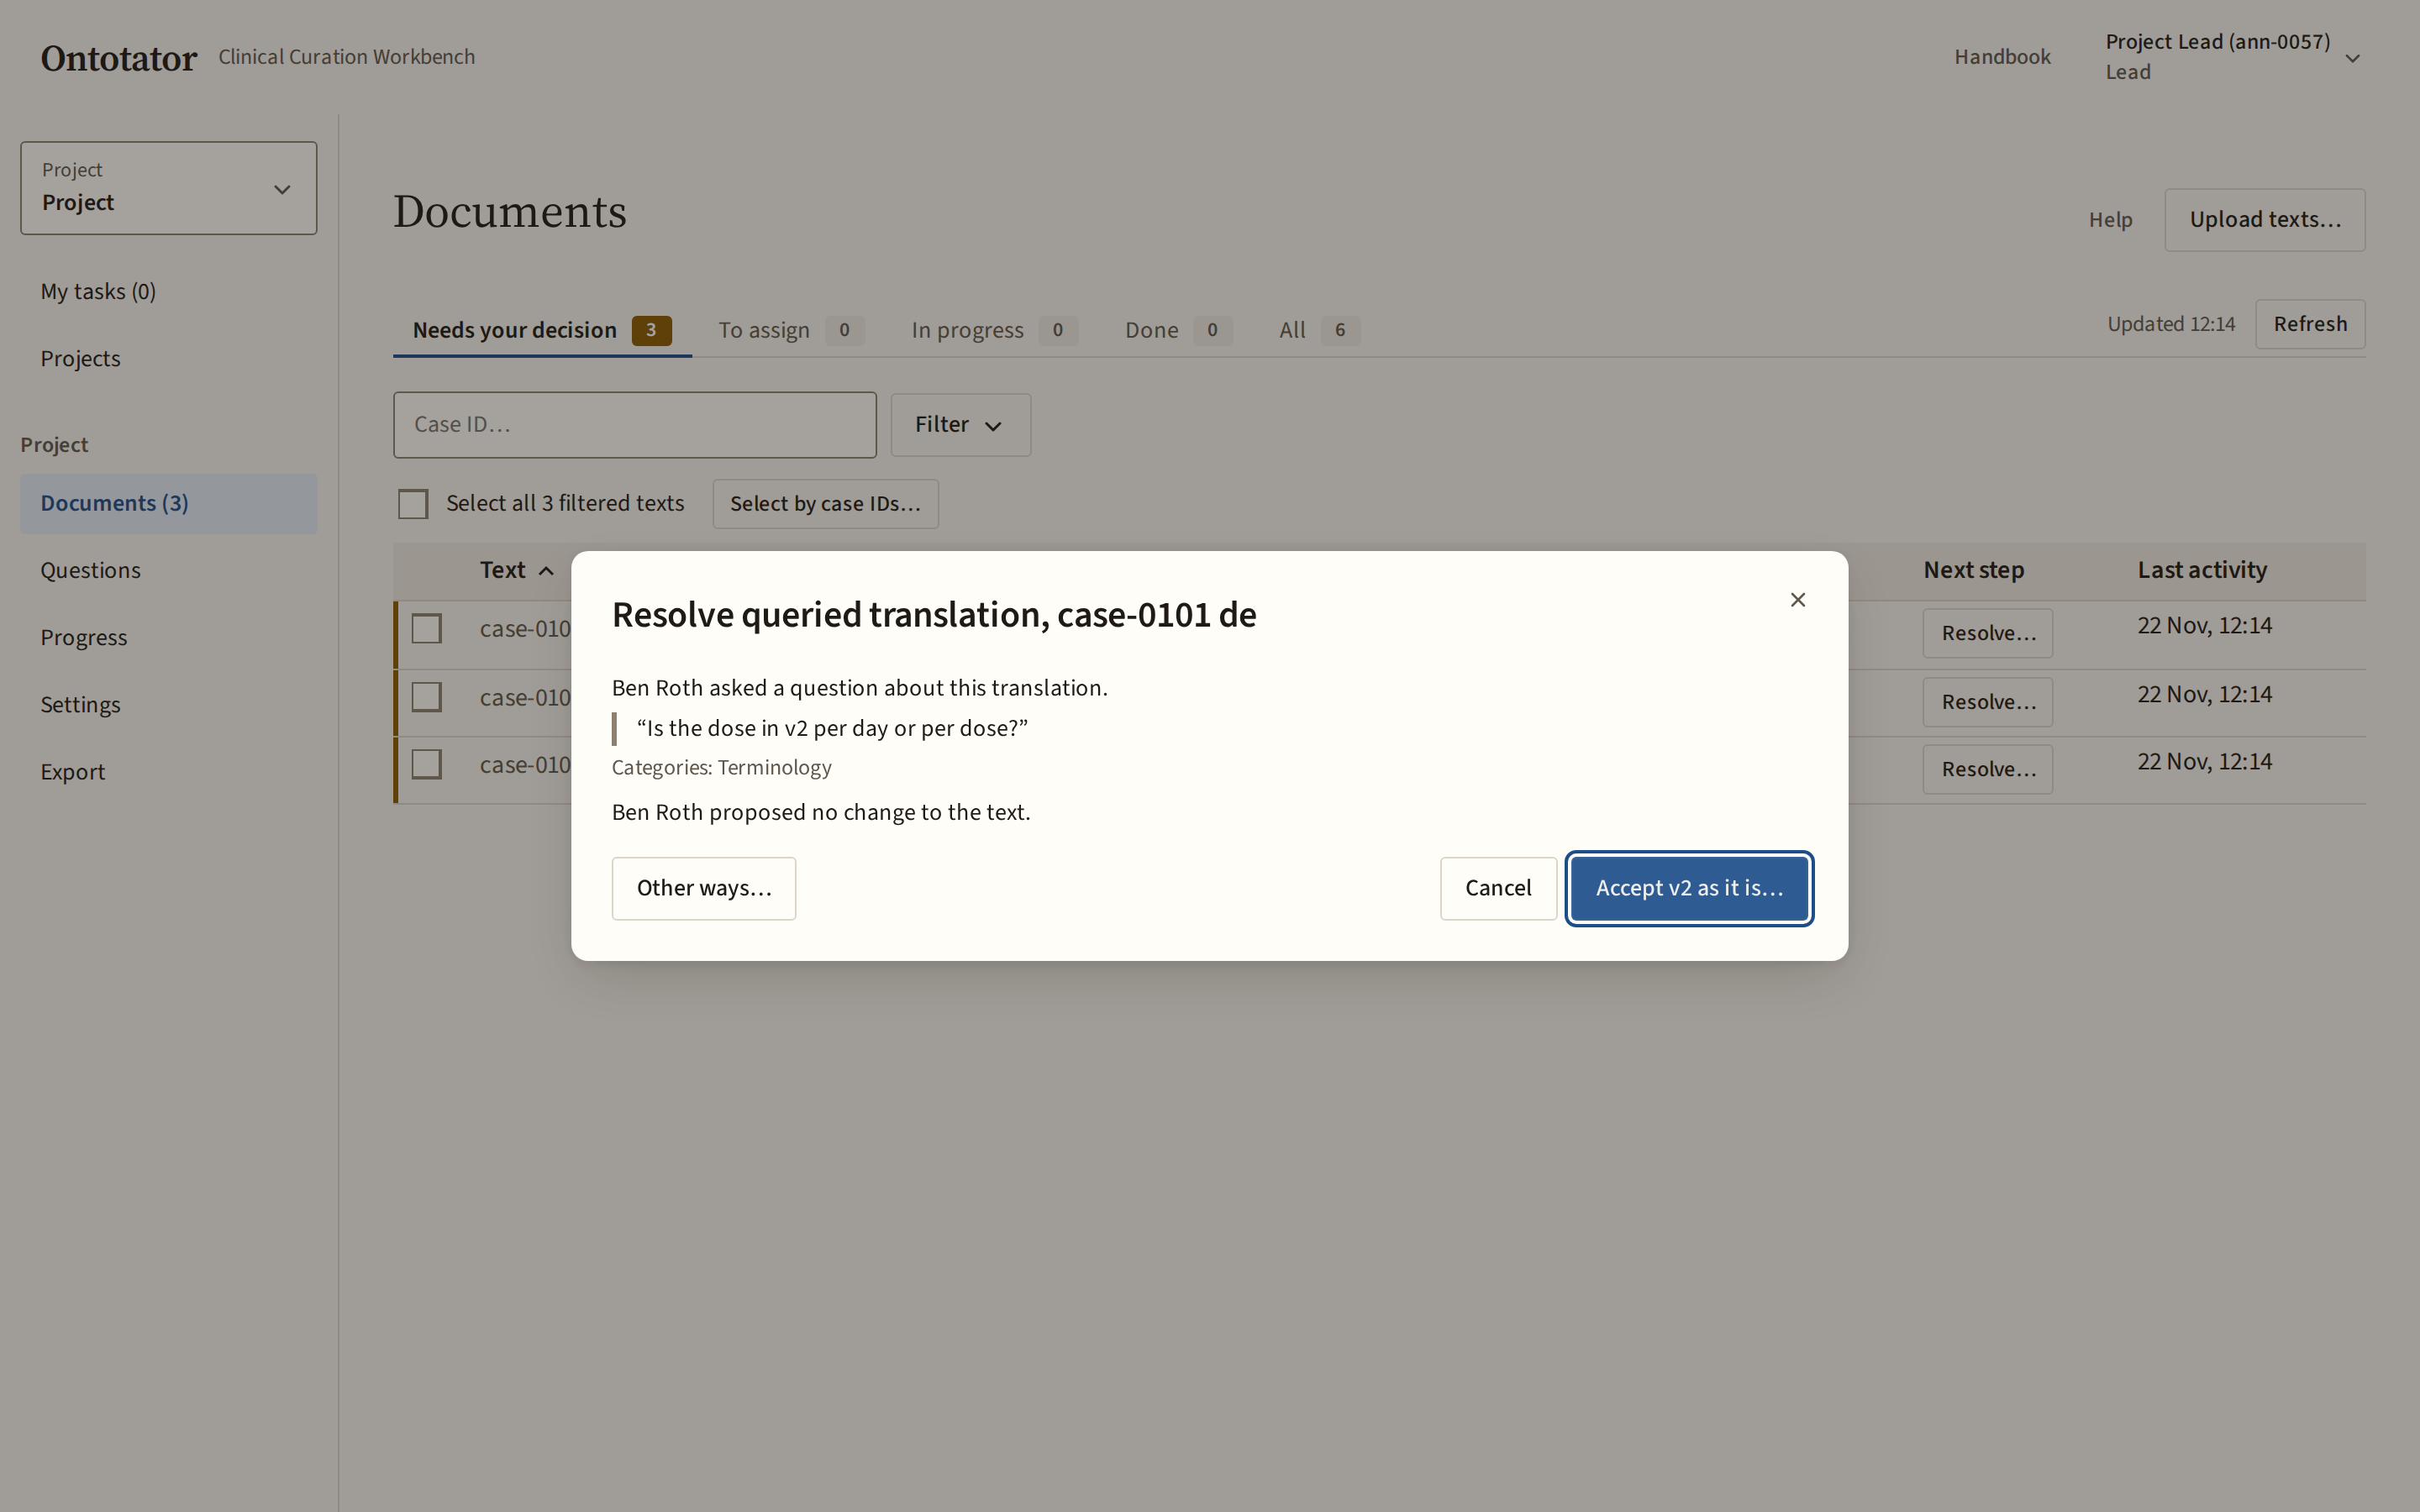 Ontotator Clinical Curation Workbench
Handbook
Project Lead (ann-0057)
Lead
Project
Project
My tasks (0)
Projects
Project
Documents (3)
Questions
Progress
Settings
Export
Documents
Help
Upload texts…
Needs your decision 3
To assign 0
In progress 0
Done 0
All 6
Updated 12:14
Refresh
Case ID…
Filter
Select all 3 filtered texts
Select by case IDs…
Text
Next step
Last activity
case-010
Resolve…
22 Nov, 12:14
case-010
Resolve…
22 Nov, 12:14
case-010
Resolve…
22 Nov, 12:14
Resolve queried translation, case-0101 de
Ben Roth asked a question about this translation.
“Is the dose in v2 per day or per dose?”
Categories: Terminology
Ben Roth proposed no change to the text.
Other ways…
Cancel
Accept v2 as it is…